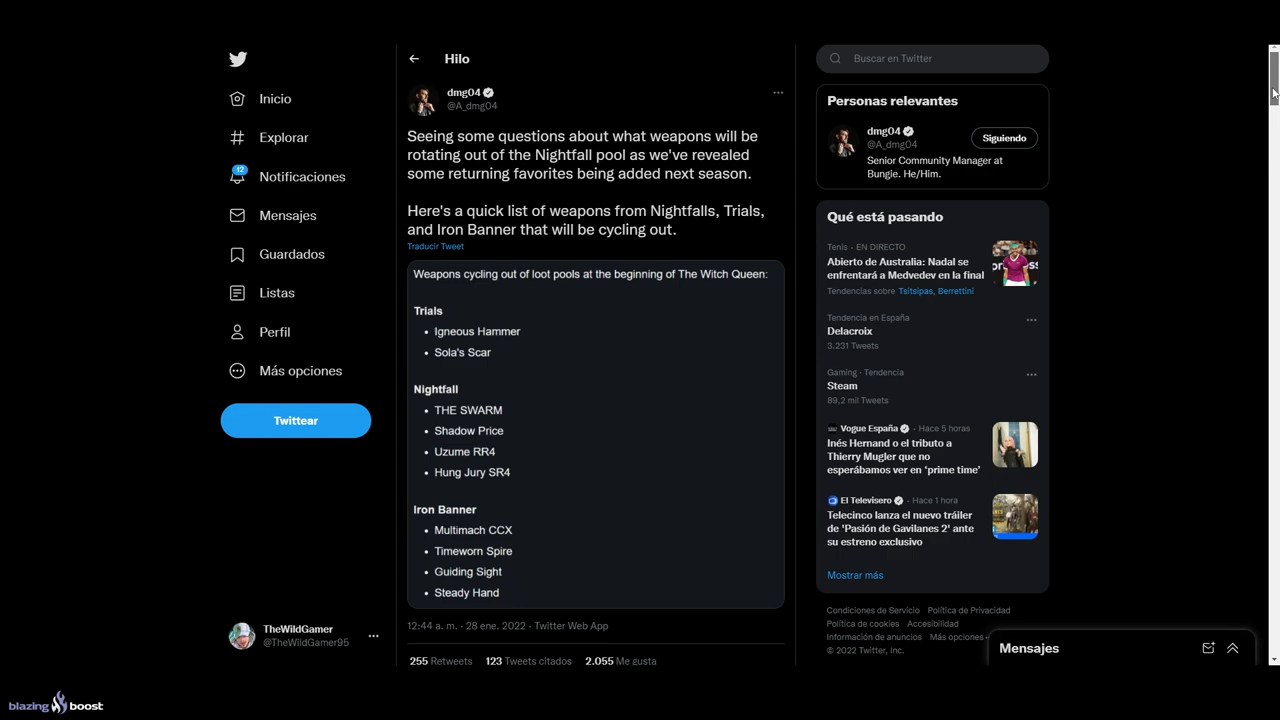 Inicio
Explorar
12
Notificaciones
Mensajes
Guardados
Listas
Perfil
Más opciones
Twittear
TheWildGamer
@TheWildGamer95
Hilo
dmg04
@A_dmg04
Seeing some questions about what weapons will be
rotating out of the Nightfall pool as we've revealed
some returning favorites being added next season.
Here's a quick list of weapons from Nightfalls, Trials,
and Iron Banner that will be cycling out.
Traducir Tweet
Weapons cycling out of loot pools at the beginning of The Witch Queen:
Trials
• Igneous Hammer
• Sola's Scar
Nightfall
• THE SWARM
• Shadow Price
• Uzume RR4
• Hung Jury SR4
Iron Banner
• Multimach CCX
• Timeworn Spire
• Guiding Sight
• Steady Hand
12:44 a. m. · 28 ene. 2022 · Twitter Web App
255 Retweets 123 Tweets citados 2.055 Me gusta
Buscar en Twitter
Personas relevantes
dmg04
@A_dmg04
Siguiendo
Senior Community Manager at
Bungie. He/Him.
Qué está pasando
Tenis · EN DIRECTO
Abierto de Australia: Nadal se
enfrentará a Medvedev en la final
Tendencias sobre Tsitsipas, Berrettini
Tendencia en España
Delacroix
3.231 Tweets
Gaming · Tendencia
Steam
89,2 mil Tweets
Vogue España · Hace 5 horas
Inés Hernand o el tributo a
Thierry Mugler que no
esperábamos ver en 'prime time'
El Televisero · Hace 1 hora
Telecinco lanza el nuevo tráiler
de 'Pasión de Gavilanes 2' ante
su estreno exclusivo
Mostrar más
Condiciones de Servicio Política de Privacidad
Política de cookies Accesibilidad
Información de anuncios Más opciones
© 2022 Twitter, Inc.
Mensajes
blazing boost